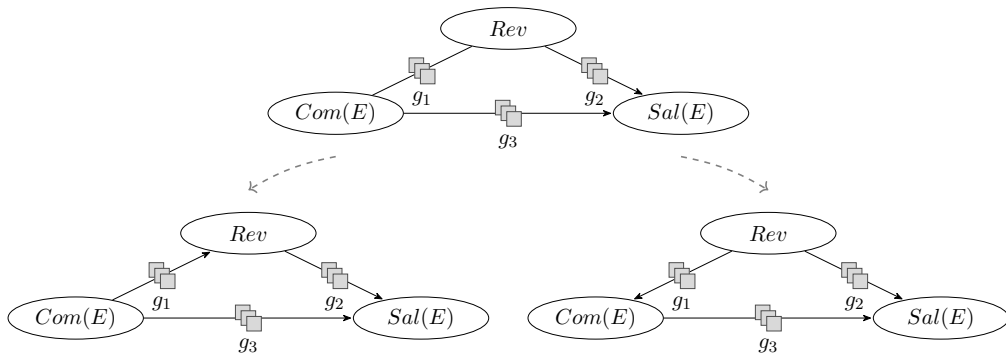 Rev
g1 g2
Com(E) Sal(E)
g3
Rev Rev
g1 g2 g1 g2
Com(E) Sal(E) Com(E) Sal(E)
g3 g3